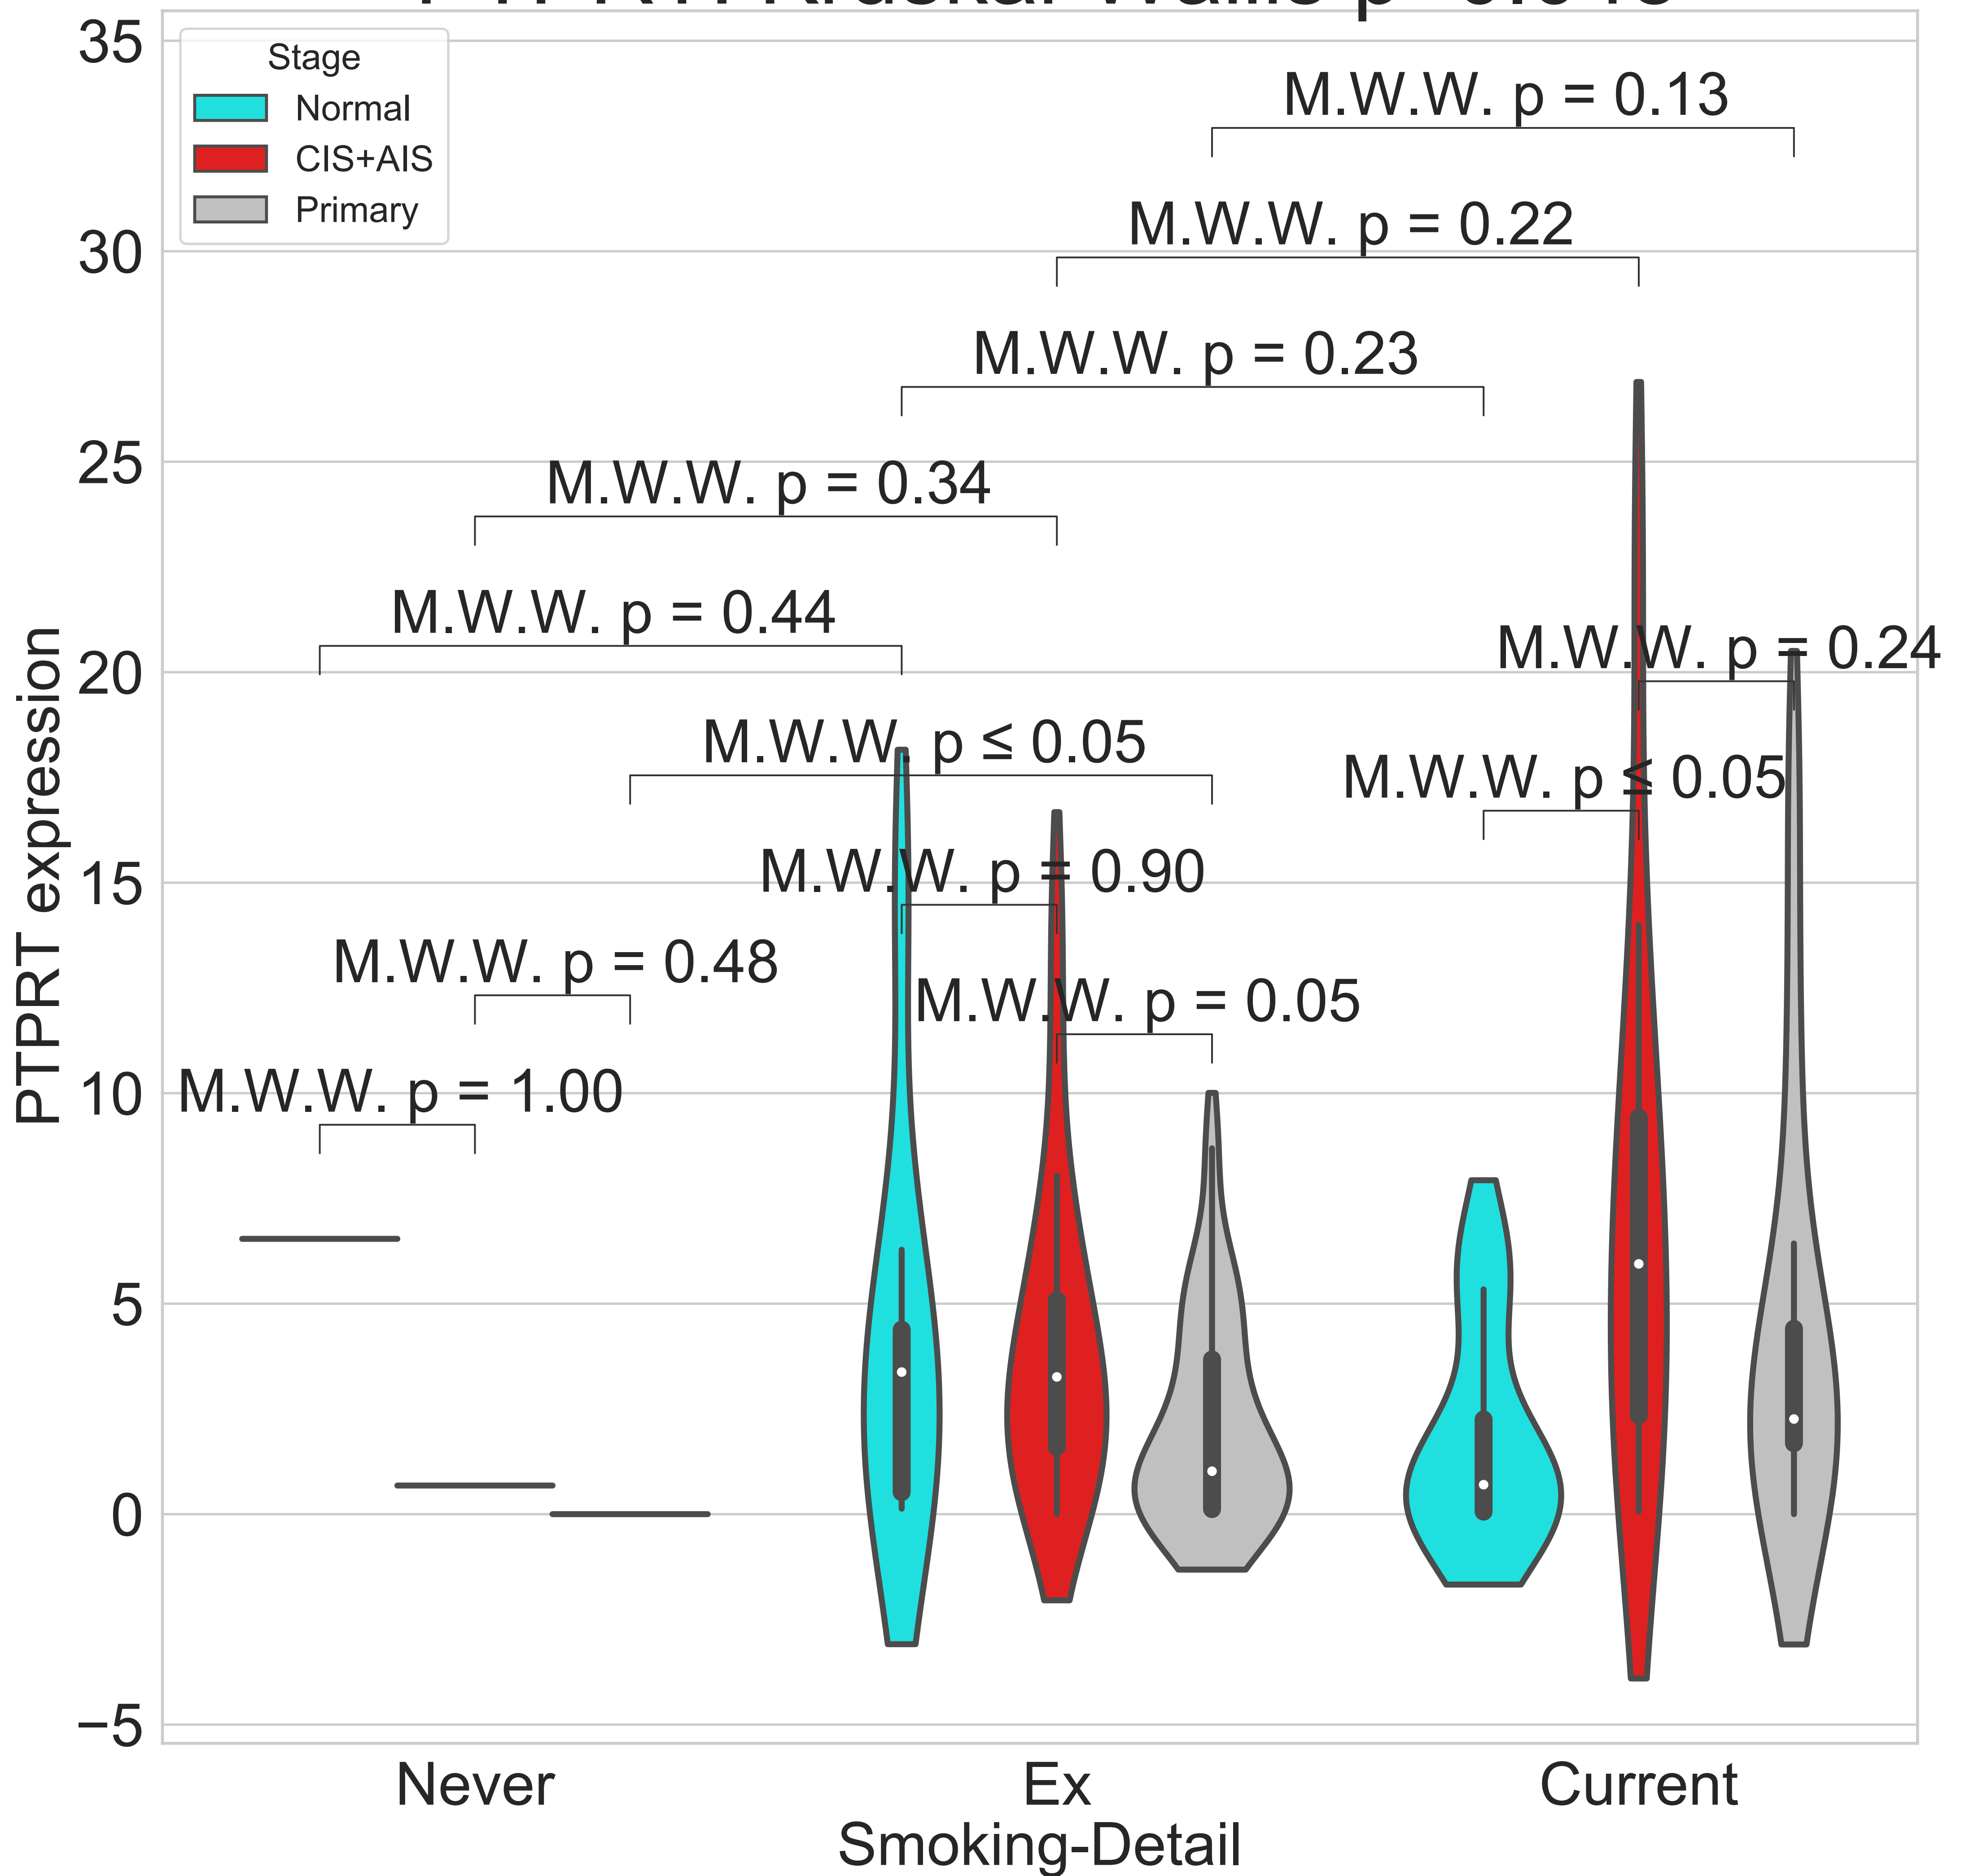 35
30
25
20
15
10
5
0
−5
PTPRT expression
Stage
Normal
CIS+AIS
Primary
M.W.W. p = 0.13
M.W.W. p = 0.22
M.W.W. p = 0.23
M.W.W. p = 0.34
M.W.W. p = 0.44
M.W.W. p = 0.24
M.W.W. p ≤ 0.05
M.W.W. p ≤ 0.05
M.W.W. p = 0.90
M.W.W. p = 0.48
M.W.W. p = 0.05
M.W.W. p = 1.00
Never
Ex
Current
Smoking-Detail